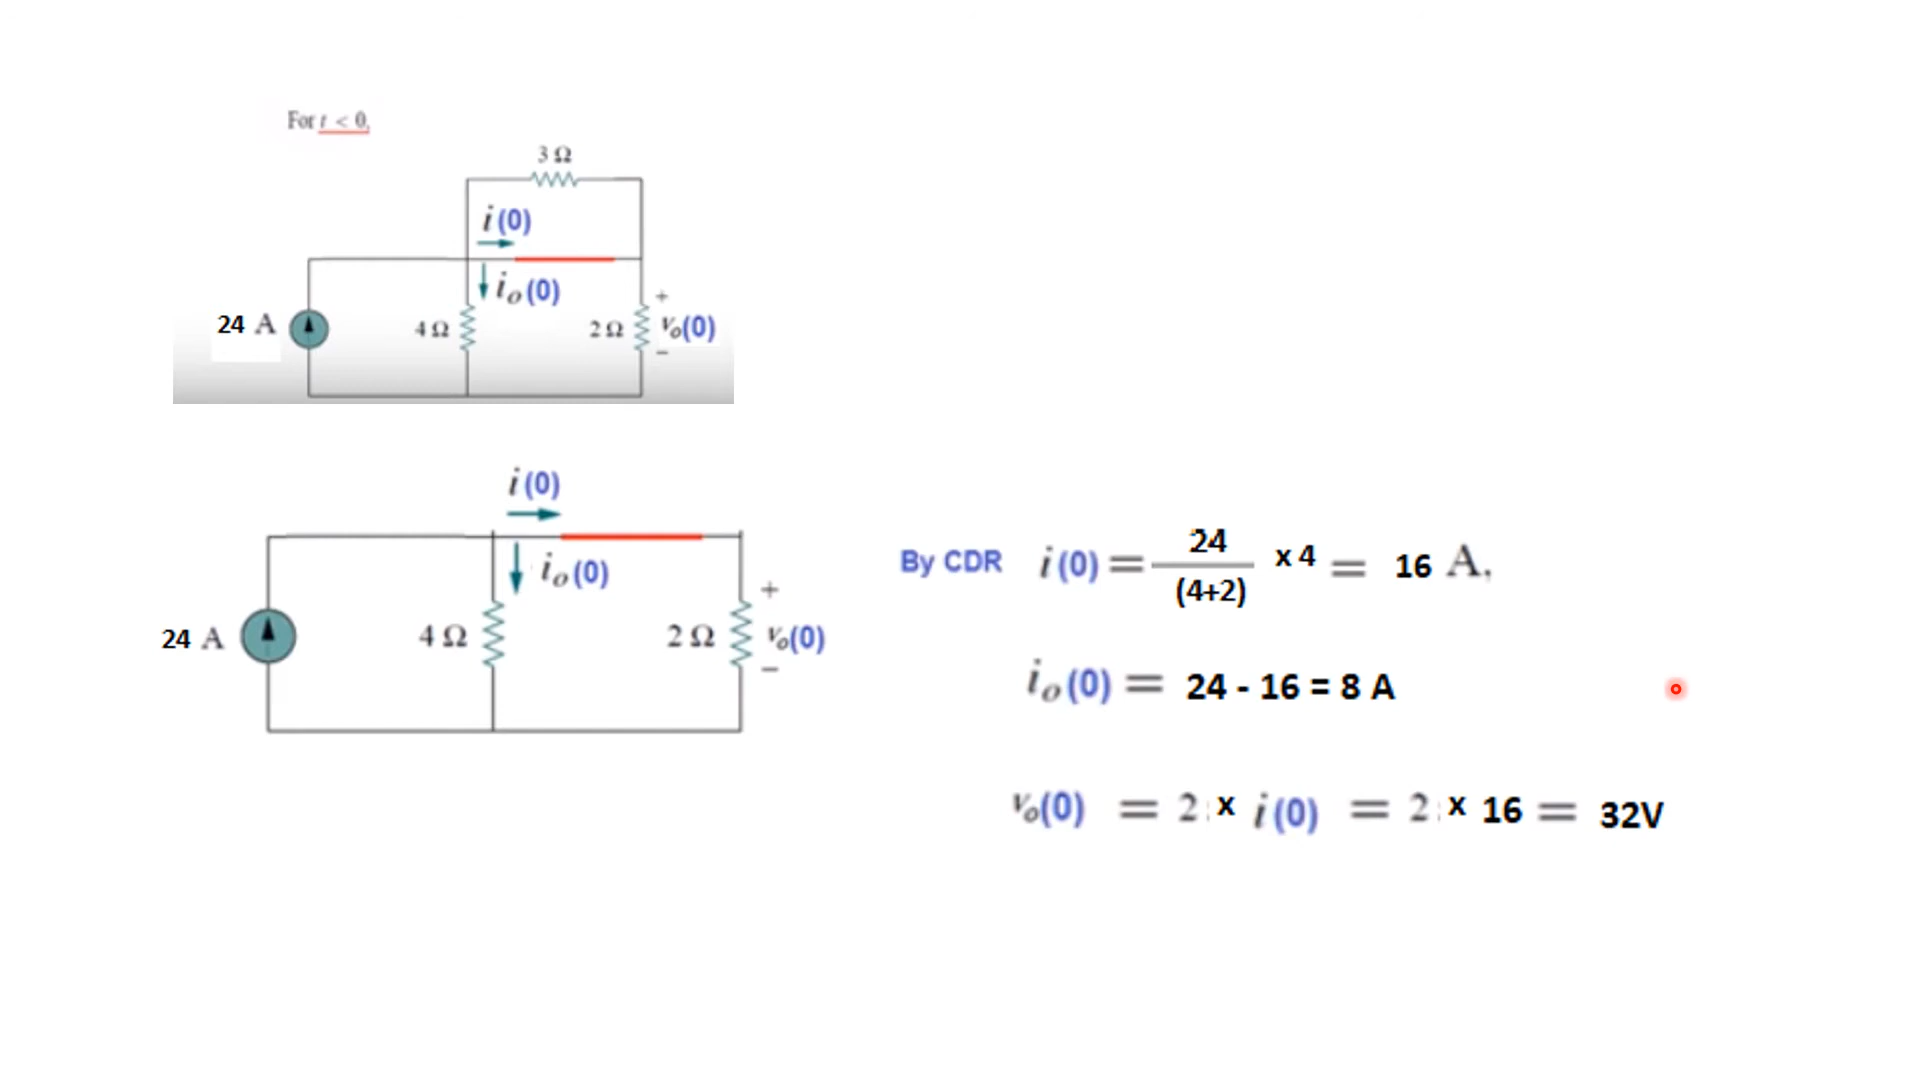 For t < 0,
3 Ω
i (0)
i₀ (0)
24 A
4 Ω
2 Ω
+
v₀(0)
−
i (0)
i₀ (0)
24 A
4 Ω
2 Ω
+
v₀(0)
−
By CDR i (0) = 24 / (4+2) x 4 = 16 A,
i₀ (0) = 24 - 16 = 8 A
v₀(0) = 2 x i (0) = 2 x 16 = 32V